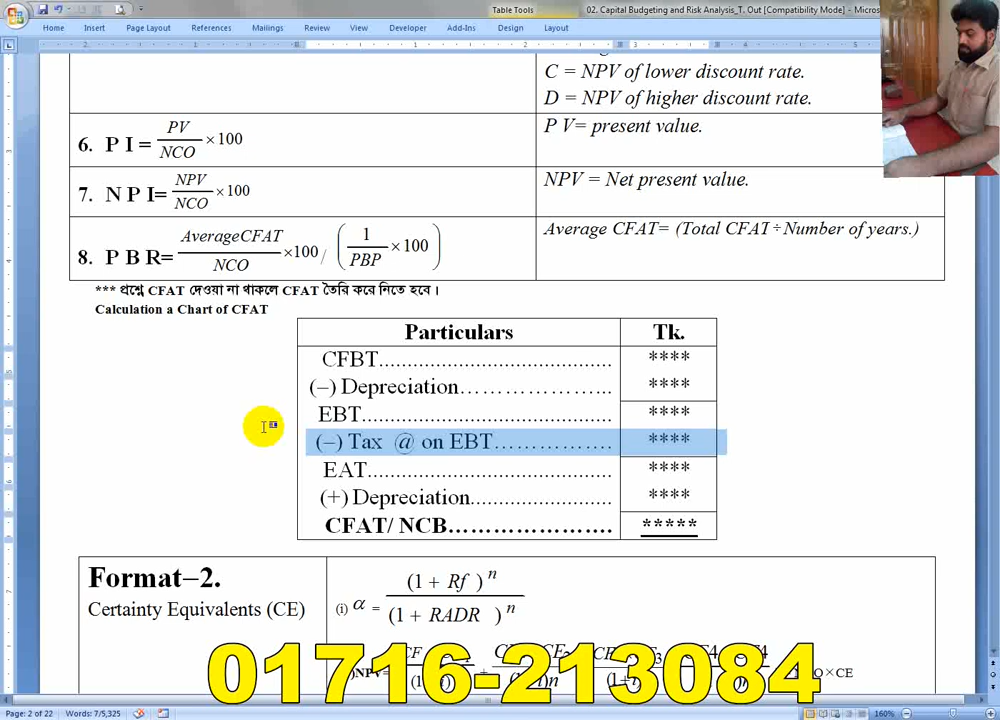 Table Tools
02. Capital Budgeting and Risk Analysis_T. Out [Compatibility Mode] - Micros
Home Insert Page Layout References Mailings Review View Developer Add-Ins Design Layout
C = NPV of lower discount rate.
D = NPV of higher discount rate.
6. P I = PV/NCO ×100
P V= present value.
7. N P I= NPV/NCO ×100
NPV = Net present value.
8. P B R= AverageCFAT/NCO ×100 / (1/PBP ×100)
Average CFAT= (Total CFAT÷Number of years.)
*** প্রশ্নে CFAT দেওয়া না থাকলে CFAT তৈরি করে নিতে হবে।
Calculation a Chart of CFAT
Particulars Tk.
CFBT........................................... ****
(–) Depreciation…………………... ****
EBT............................................. ****
(–) Tax @ on EBT……………. ****
EAT............................................ ****
(+) Depreciation.......................... ****
CFAT/ NCB…………………. *****
Format–2.
Certainty Equivalents (CE)
(i) α = (1 + Rf )^n / (1 + RADR )^n
01716-213084
Page: 2 of 22 Words: 7/5,325 160%